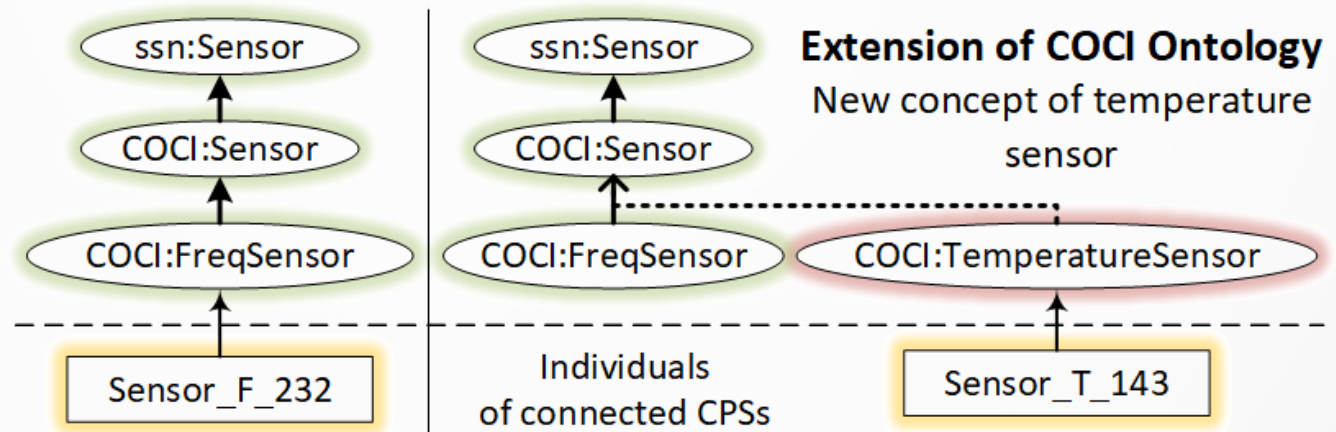 ssn:Sensor
COCI:Sensor
COCI:FreqSensor
Sensor_F_232
ssn:Sensor
COCI:Sensor
COCI:FreqSensor
Extension of COCI Ontology
New concept of temperature
sensor
COCI:TemperatureSensor
Individuals
of connected CPSs
Sensor_T_143